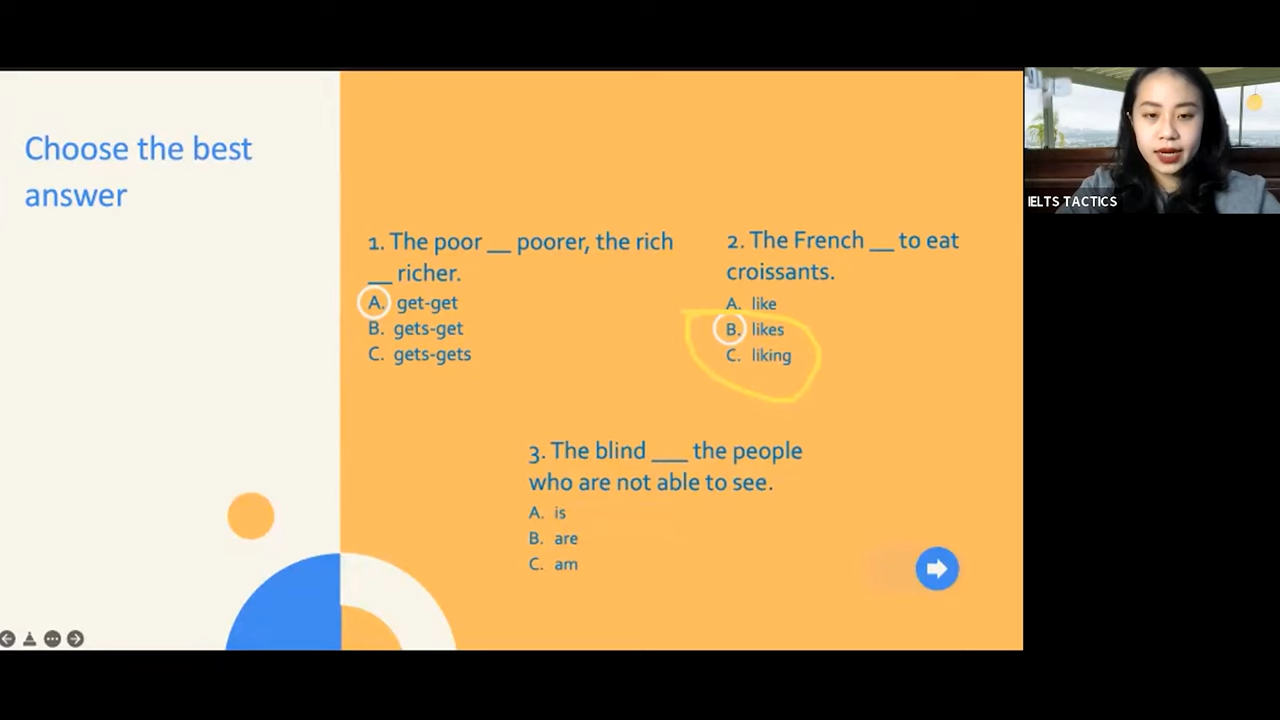 Choose the best
answer
1. The poor __ poorer, the rich
__ richer.
A. get-get
B. gets-get
C. gets-gets
2. The French __ to eat
croissants.
A. like
B. likes
C. liking
3. The blind ___ the people
who are not able to see.
A. is
B. are
C. am
IELTS TACTICS